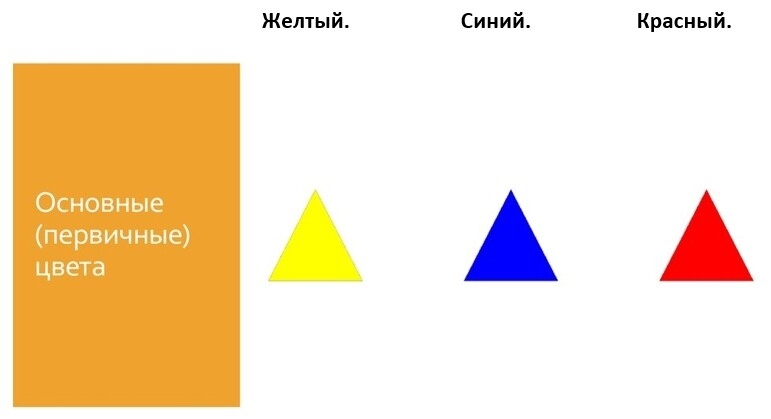 Желтый. Синий. Красный.
Основные
(первичные)
цвета